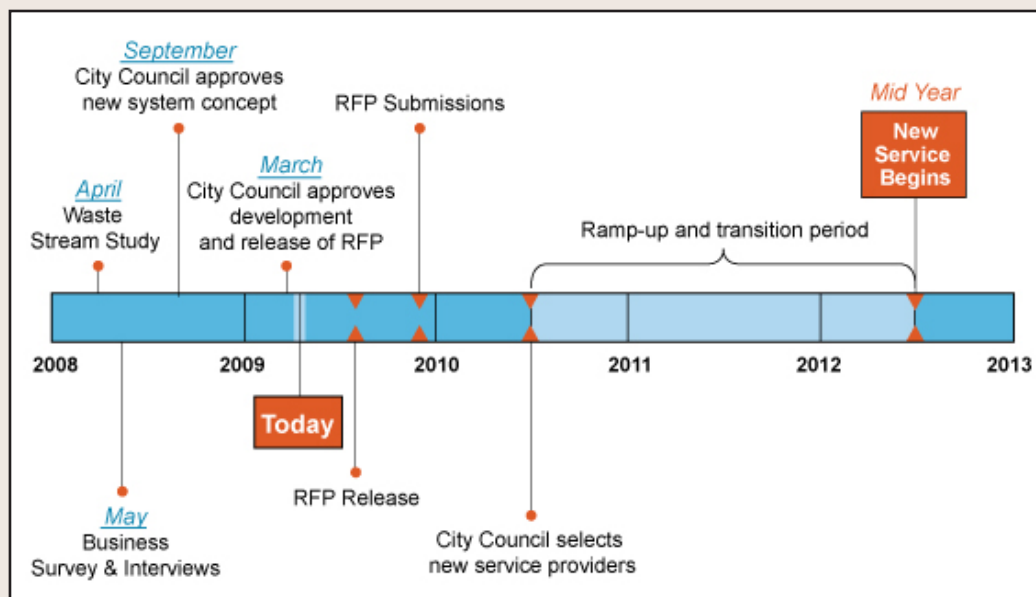 September
City Council approves
new system concept
RFP Submissions
Mid Year
New
Service
Begins
April
Waste
Stream Study
March
City Council approves
development
and release of RFP
Ramp-up and transition period
2008
2009
2010
2011
2012
2013
Today
RFP Release
May
Business
Survey & Interviews
City Council selects
new service providers